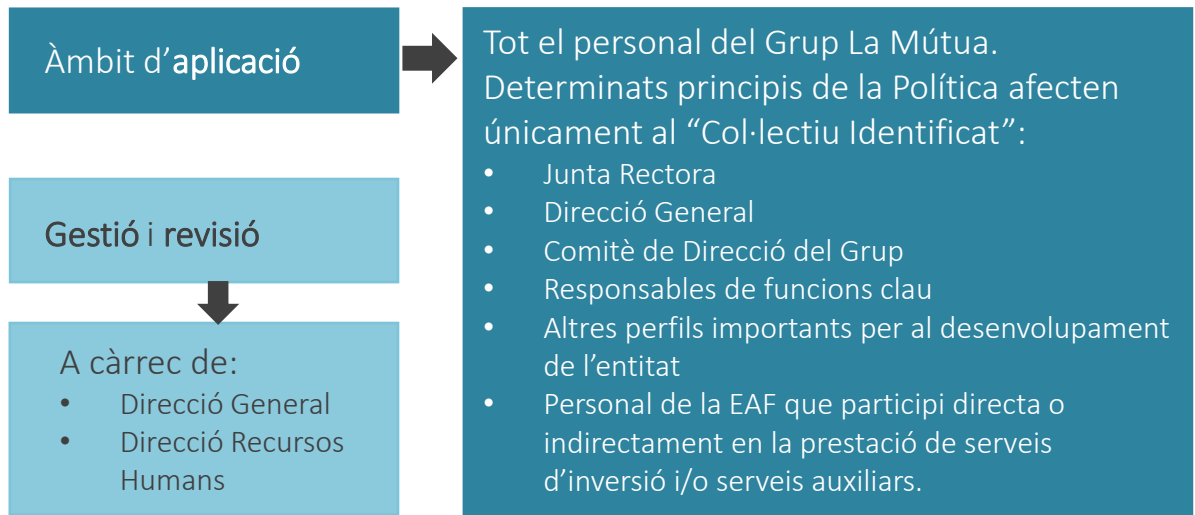 Àmbit d’aplicació
Tot el personal del Grup La Mútua.
Determinats principis de la Política afecten
únicament al “Col·lectiu Identificat”:
• Junta Rectora
• Direcció General
• Comitè de Direcció del Grup
• Responsables de funcions clau
• Altres perfils importants per al desenvolupament
de l’entitat
• Personal de la EAF que participi directa o
indirectament en la prestació de serveis
d’inversió i/o serveis auxiliars.
Gestió i revisió
A càrrec de:
• Direcció General
• Direcció Recursos
Humans